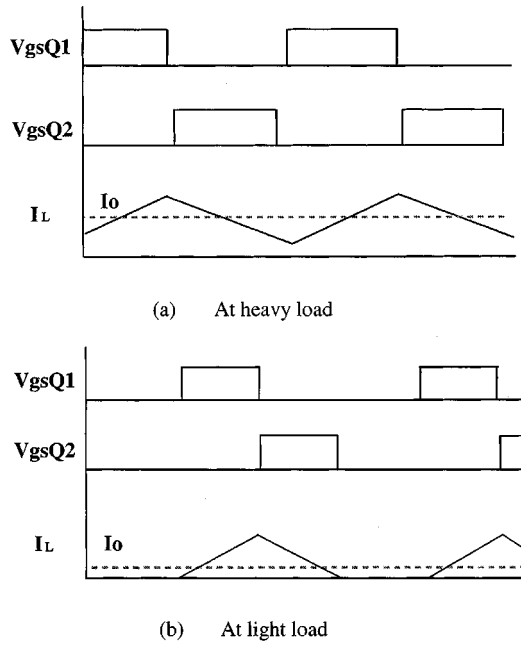 VgsQ1
VgsQ2
Io
IL
(a) At heavy load
VgsQ1
VgsQ2
IL Io
(b) At light load